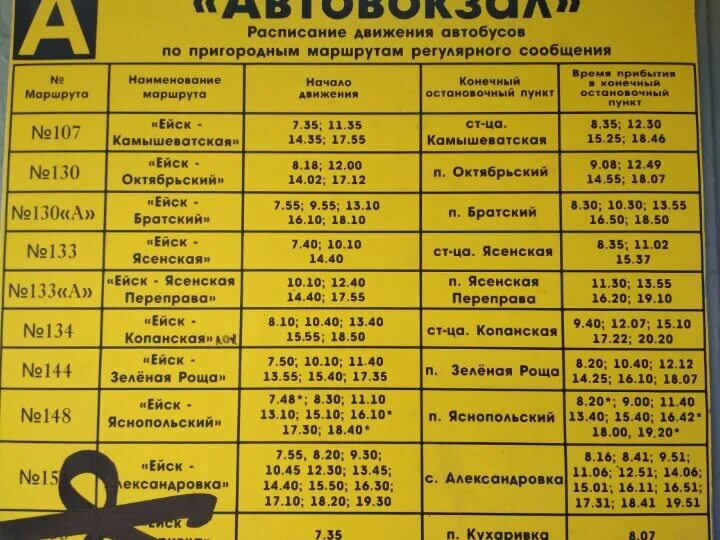 А
«Автовокзал»
Расписание движения автобусов
по пригородным маршрутам регулярного сообщения
№
Маршрута
Наименование
маршрута
Начало
движения
Конечный
остановочный пункт
Время прибытия
в конечный
остановочный
пункт
№107
«Ейск -
Камышеватская»
7.35; 11.35
14.35; 17.55
ст-ца.
Камышеватская
8.35; 12.30
15.25; 18.46
№130
«Ейск -
Октябрьский»
8.18; 12.00
14.02; 17.12
п. Октябрьский
9.08; 12.49
14.55; 18.07
№130«А»
«Ейск -
Братский»
7.55; 9.55; 13.10
16.10; 18.10
п. Братский
8.30; 10.30; 13.55
16.50; 18.50
№133
«Ейск -
Ясенская»
7.40; 10.10
14.40
ст-ца. Ясенская
8.35; 11.02
15.37
№133«А»
«Ейск - Ясенская
Переправа»
10.10; 12.40
14.40; 17.55
п. Ясенская
Переправа
11.30; 13.55
16.20; 19.10
№134
«Ейск -
Копанская»
8.10; 10.40; 13.40
15.55; 18.50
ст-ца. Копанская
9.40; 12.07; 15.10
17.22; 20.20
№144
«Ейск -
Зелёная Роща»
7.50; 10.10; 11.40
13.55; 15.40; 17.35
п. Зелёная Роща
8.20; 10.40; 12.12
14.25; 16.10; 18.07
№148
«Ейск -
Яснопольский»
7.48*; 8.30; 11.10
13.10; 15.10; 16.10*
17.30; 18.40*
п. Яснопольский
8.20*; 9.00; 11.40
13.40; 15.40; 16.42*
18.00, 19.20*
«Ейск -
Александровка»
7.55, 8.20; 9.30;
10.45 12.30; 13.45;
14.40; 15.50; 16.30;
17.10; 18.20; 19.30
с. Александровка
8.16; 8.41; 9.51;
11.06; 12.51; 14.06;
15.01; 16.11; 16.51;
17.31; 18.41 19.51
«Ейск -
7.35
п. Кухаривка
8.07